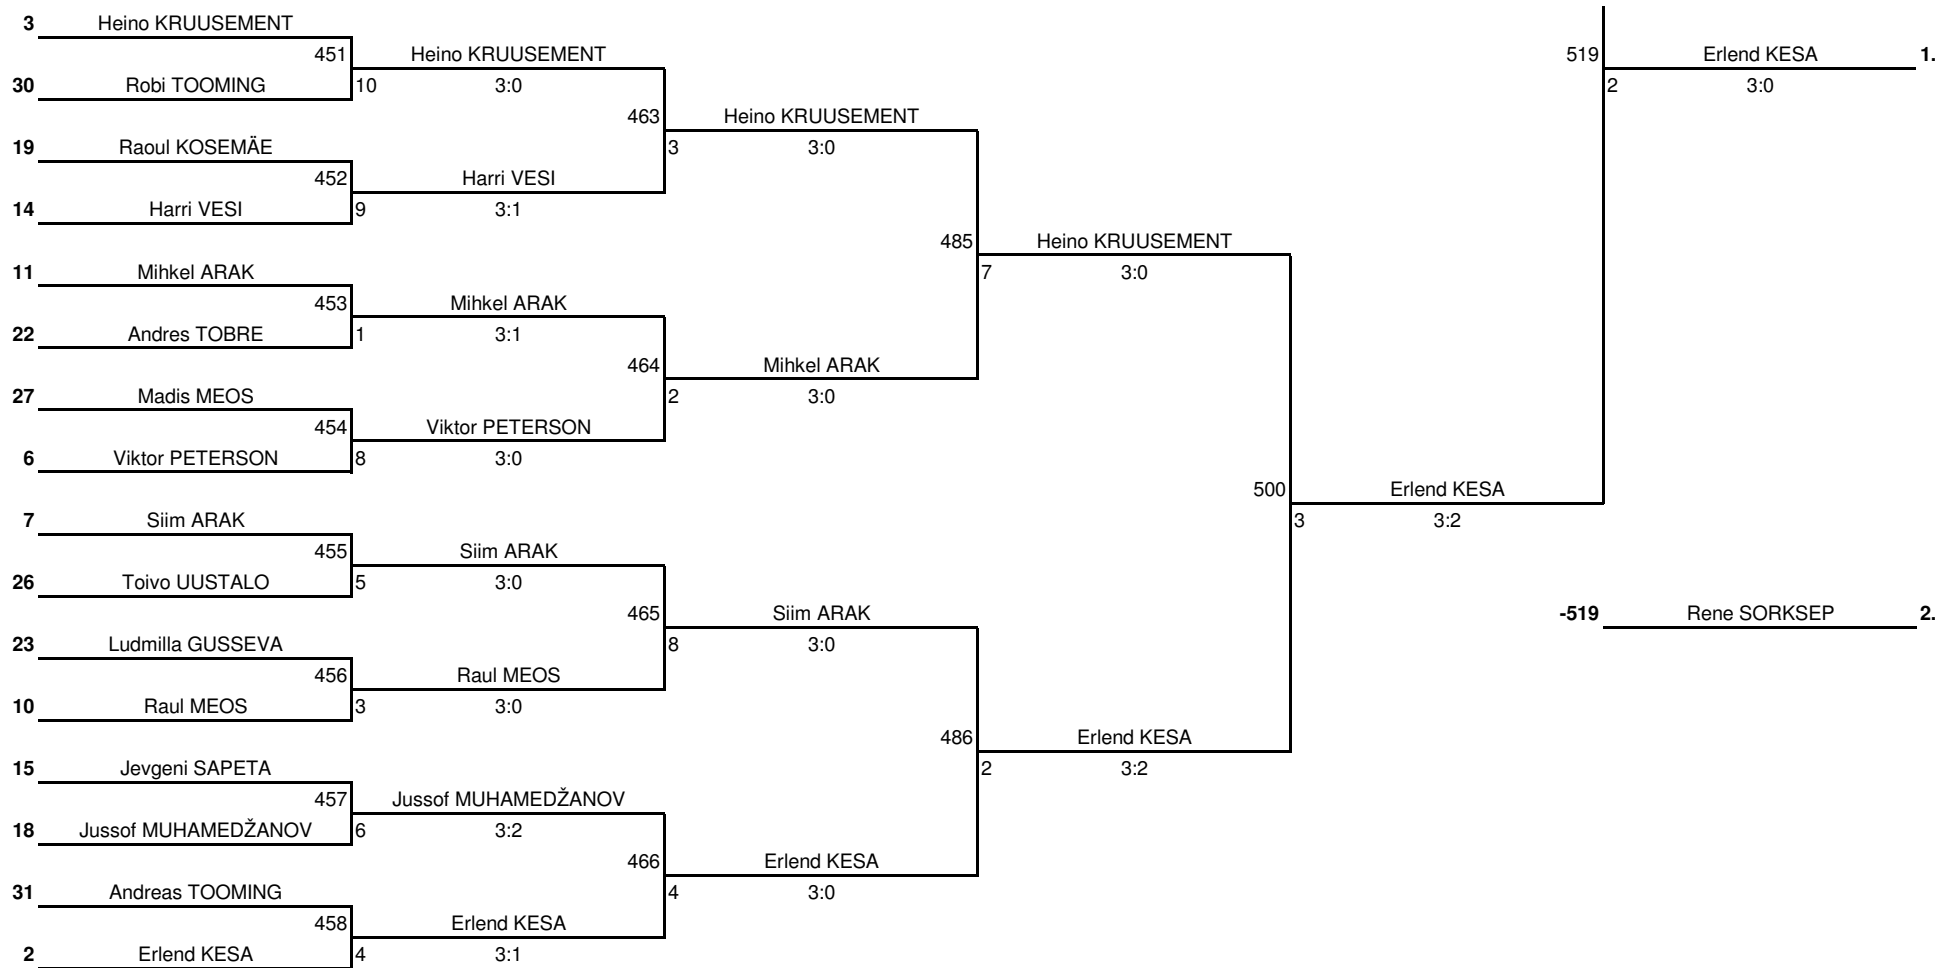 3 Heino KRUUSEMENT
451 Heino KRUUSEMENT 519 Erlend KESA 1.
30 Robi TOOMING 10 3:0 2 3:0
463 Heino KRUUSEMENT
19 Raoul KOSEMÄE 3 3:0
452 Harri VESI
14 Harri VESI 9 3:1
485 Heino KRUUSEMENT
11 Mihkel ARAK 7 3:0
453 Mihkel ARAK
22 Andres TOBRE 1 3:1
464 Mihkel ARAK
27 Madis MEOS 2 3:0
454 Viktor PETERSON
6 Viktor PETERSON 8 3:0
500 Erlend KESA
7 Siim ARAK 3 3:2
455 Siim ARAK
26 Toivo UUSTALO 5 3:0
465 Siim ARAK -519 Rene SORKSEP 2.
23 Ludmilla GUSSEVA 8 3:0
456 Raul MEOS
10 Raul MEOS 3 3:0
486 Erlend KESA
15 Jevgeni SAPETA 2 3:2
457 Jussof MUHAMEDŽANOV
18 Jussof MUHAMEDŽANOV 6 3:2
466 Erlend KESA
31 Andreas TOOMING 4 3:0
458 Erlend KESA
2 Erlend KESA 4 3:1